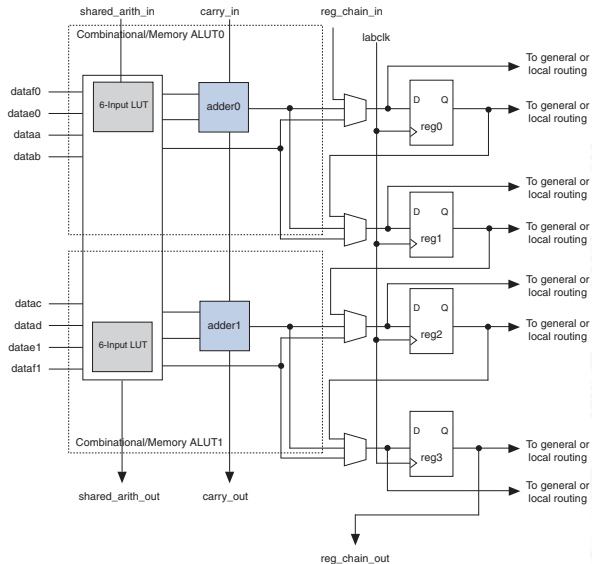 shared_arith_in
carry_in
reg_chain_in
labclk
Combinational/Memory ALUT0
dataf0
datae0
dataa
datab
6-Input LUT
adder0
D Q
reg0
To general or
local routing
To general or
local routing
D Q
reg1
To general or
local routing
To general or
local routing
datac
datad
datae1
dataf1
6-Input LUT
adder1
D Q
reg2
To general or
local routing
To general or
local routing
Combinational/Memory ALUT1
D Q
reg3
To general or
local routing
To general or
local routing
shared_arith_out
carry_out
reg_chain_out